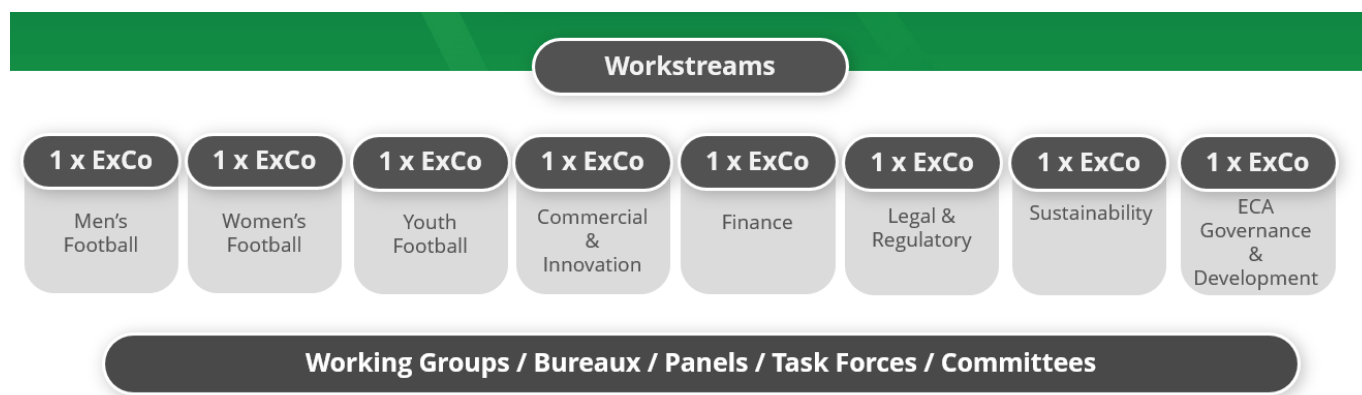 Workstreams
1 x ExCo
Men's
Football
1 x ExCo
Women's
Football
1 x ExCo
Youth
Football
1 x ExCo
Commercial
&
Innovation
1 x ExCo
Finance
1 x ExCo
Legal &
Regulatory
1 x ExCo
Sustainability
1 x ExCo
ECA
Governance
&
Development
Working Groups / Bureaux / Panels / Task Forces / Committees